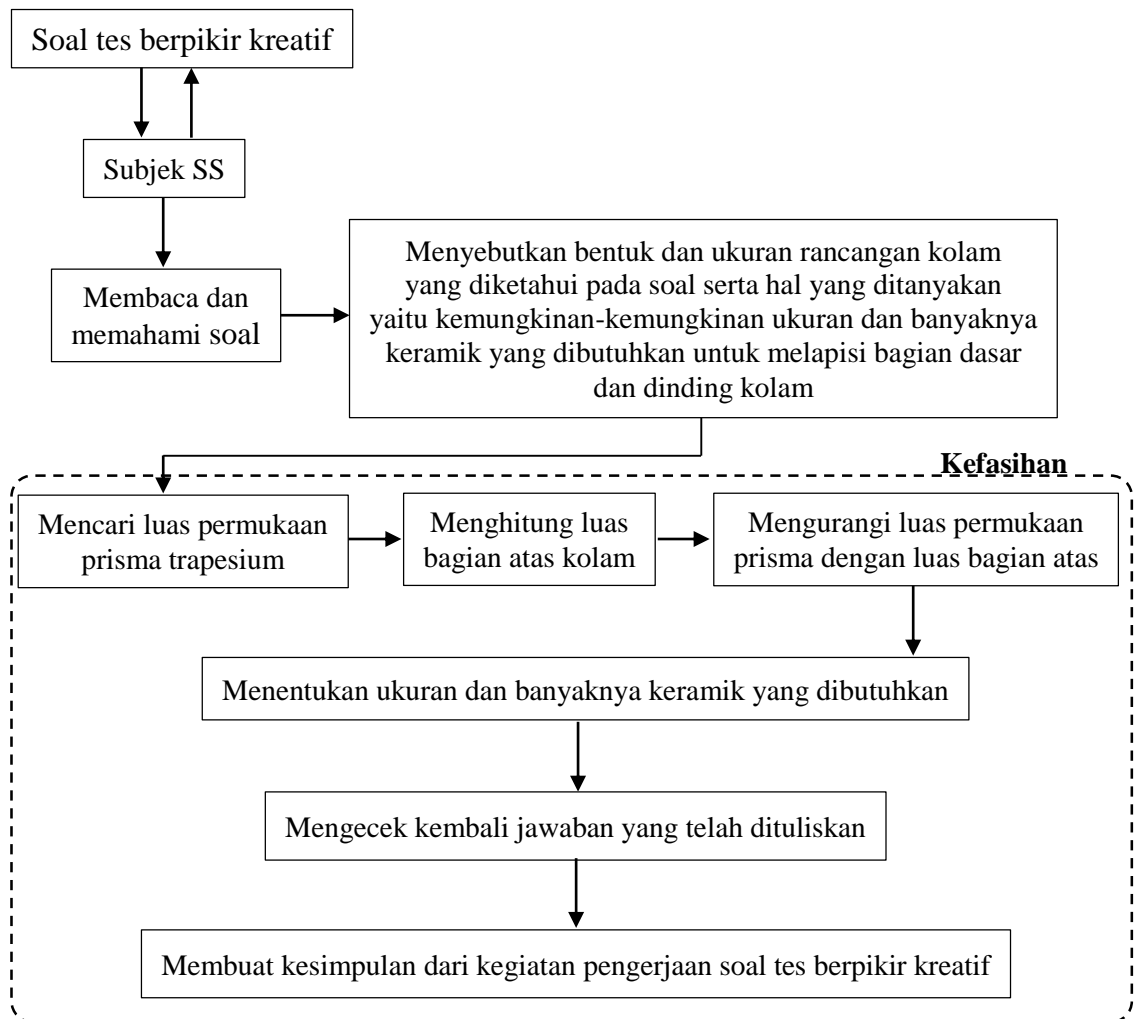 Soal tes berpikir kreatif
Subjek SS
Membaca dan
memahami soal
Menyebutkan bentuk dan ukuran rancangan kolam
yang diketahui pada soal serta hal yang ditanyakan
yaitu kemungkinan-kemungkinan ukuran dan banyaknya
keramik yang dibutuhkan untuk melapisi bagian dasar
dan dinding kolam
Kefasihan
Mencari luas permukaan
prisma trapesium
Menghitung luas
bagian atas kolam
Mengurangi luas permukaan
prisma dengan luas bagian atas
Menentukan ukuran dan banyaknya keramik yang dibutuhkan
Mengecek kembali jawaban yang telah dituliskan
Membuat kesimpulan dari kegiatan pengerjaan soal tes berpikir kreatif